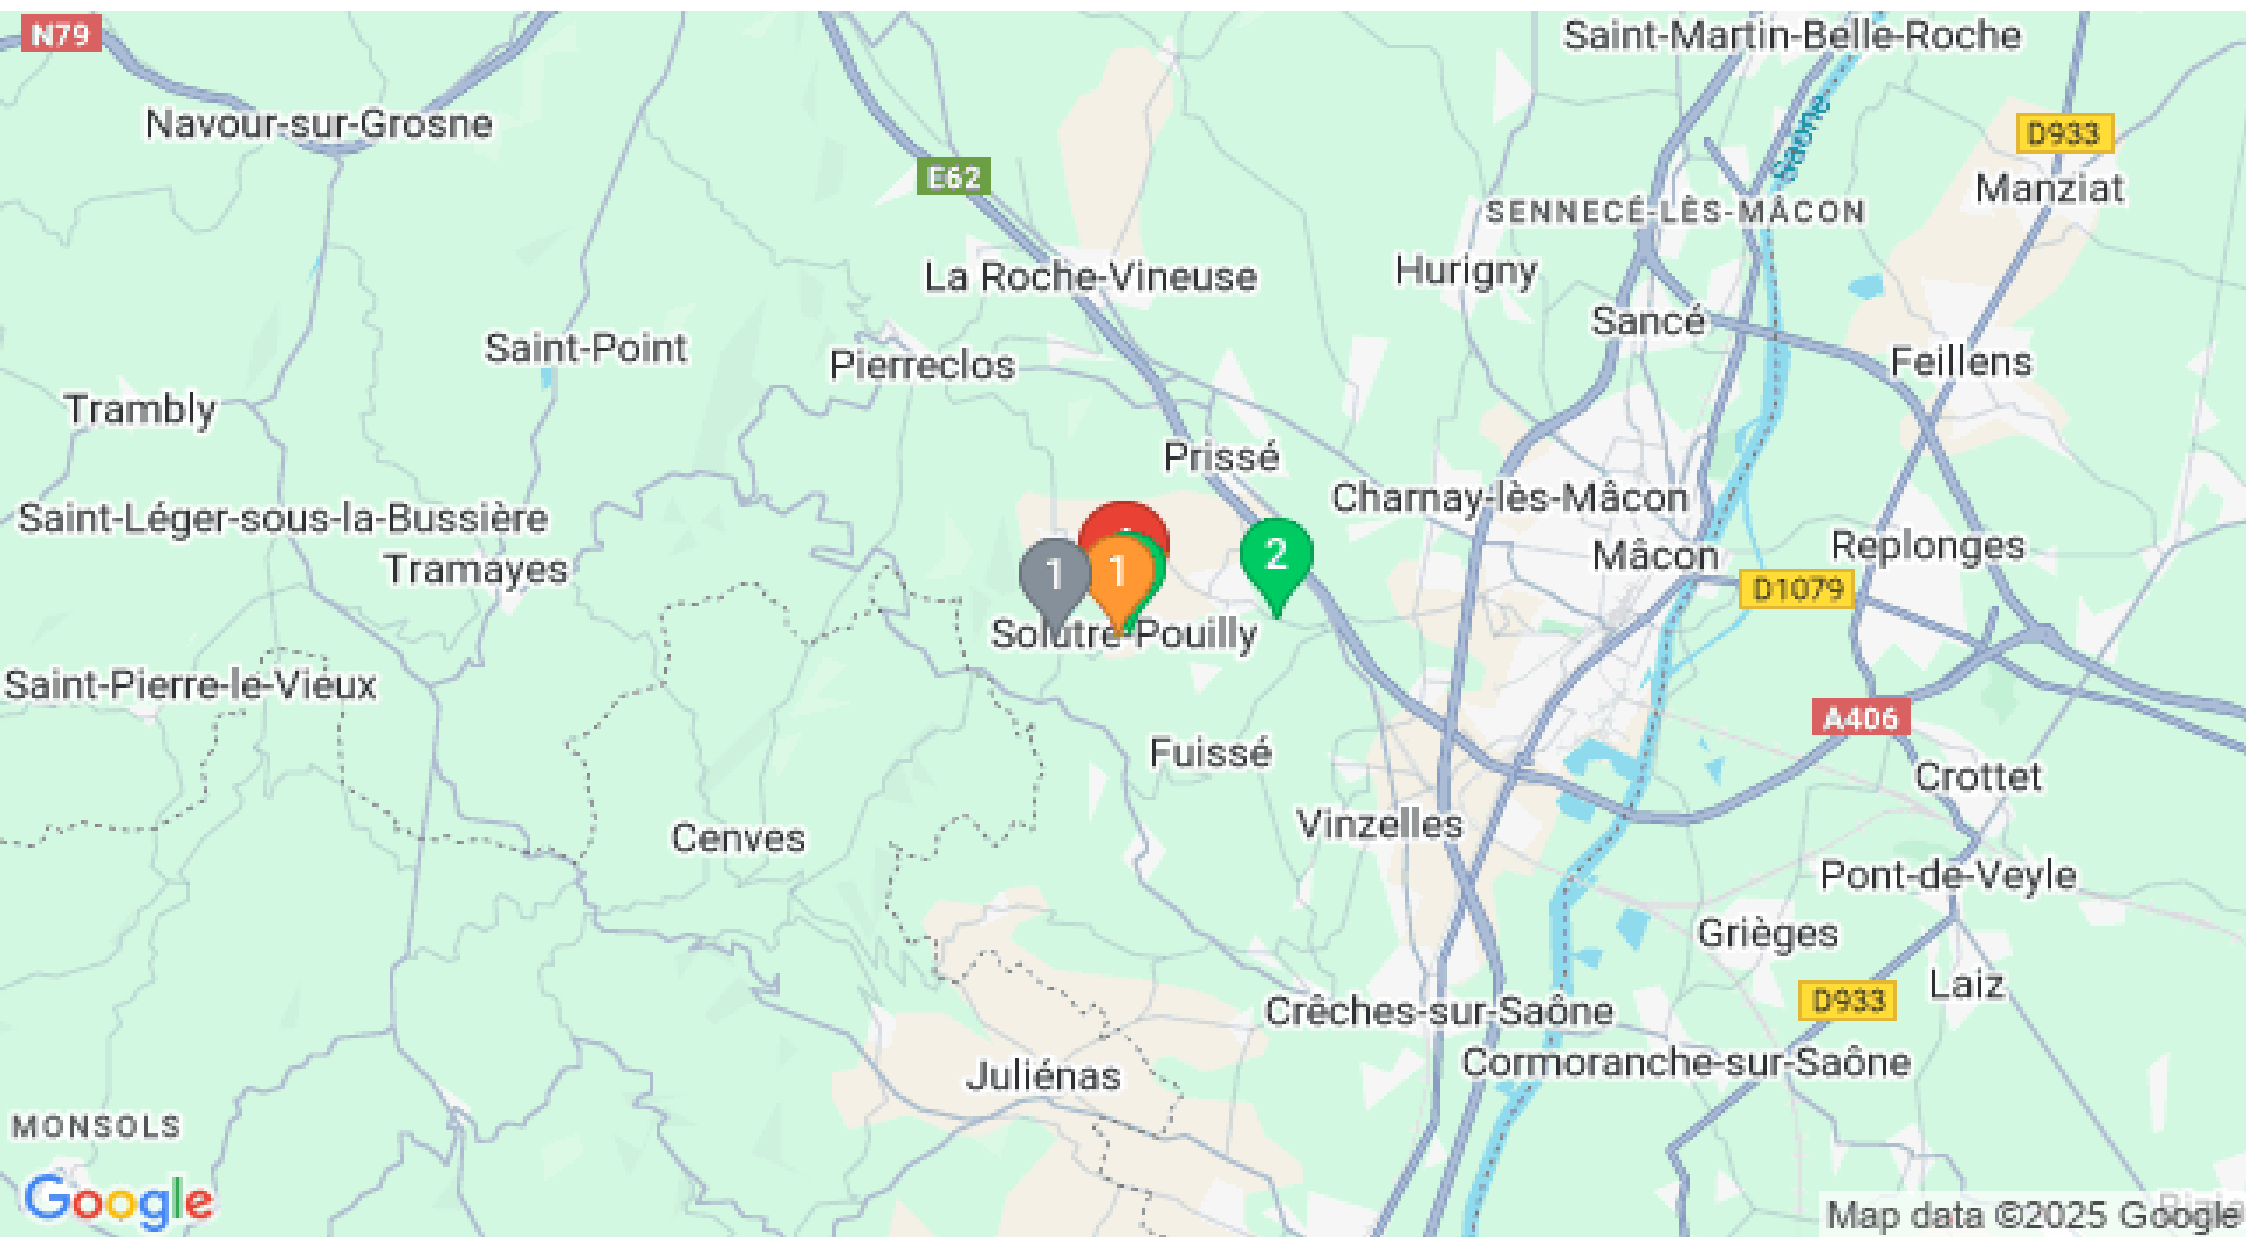 N79
Saint-Martin-Belle-Roche
Navour-sur-Grosne
Saône
D933
E62
Manziat
SENNECÉ-LÈS-MÂCON
La Roche-Vineuse
Hurigny
Sancé
Saint-Point
Pierreclos
Feillens
Trambly
Prissé
Charnay-lès-Mâcon
Saint-Léger-sous-la-Bussière
Tramayes
1
1
2
Mâcon
Replonges
D1079
Solutré-Pouilly
Saint-Pierre-le-Vieux
A406
Fuissé
Crottet
Vinzelles
Cenves
Pont-de-Veyle
Grièges
Laiz
D933
Crêches-sur-Saône
Cormoranche-sur-Saône
Juliénas
MONSOLS
Google
Map data ©2025 Google